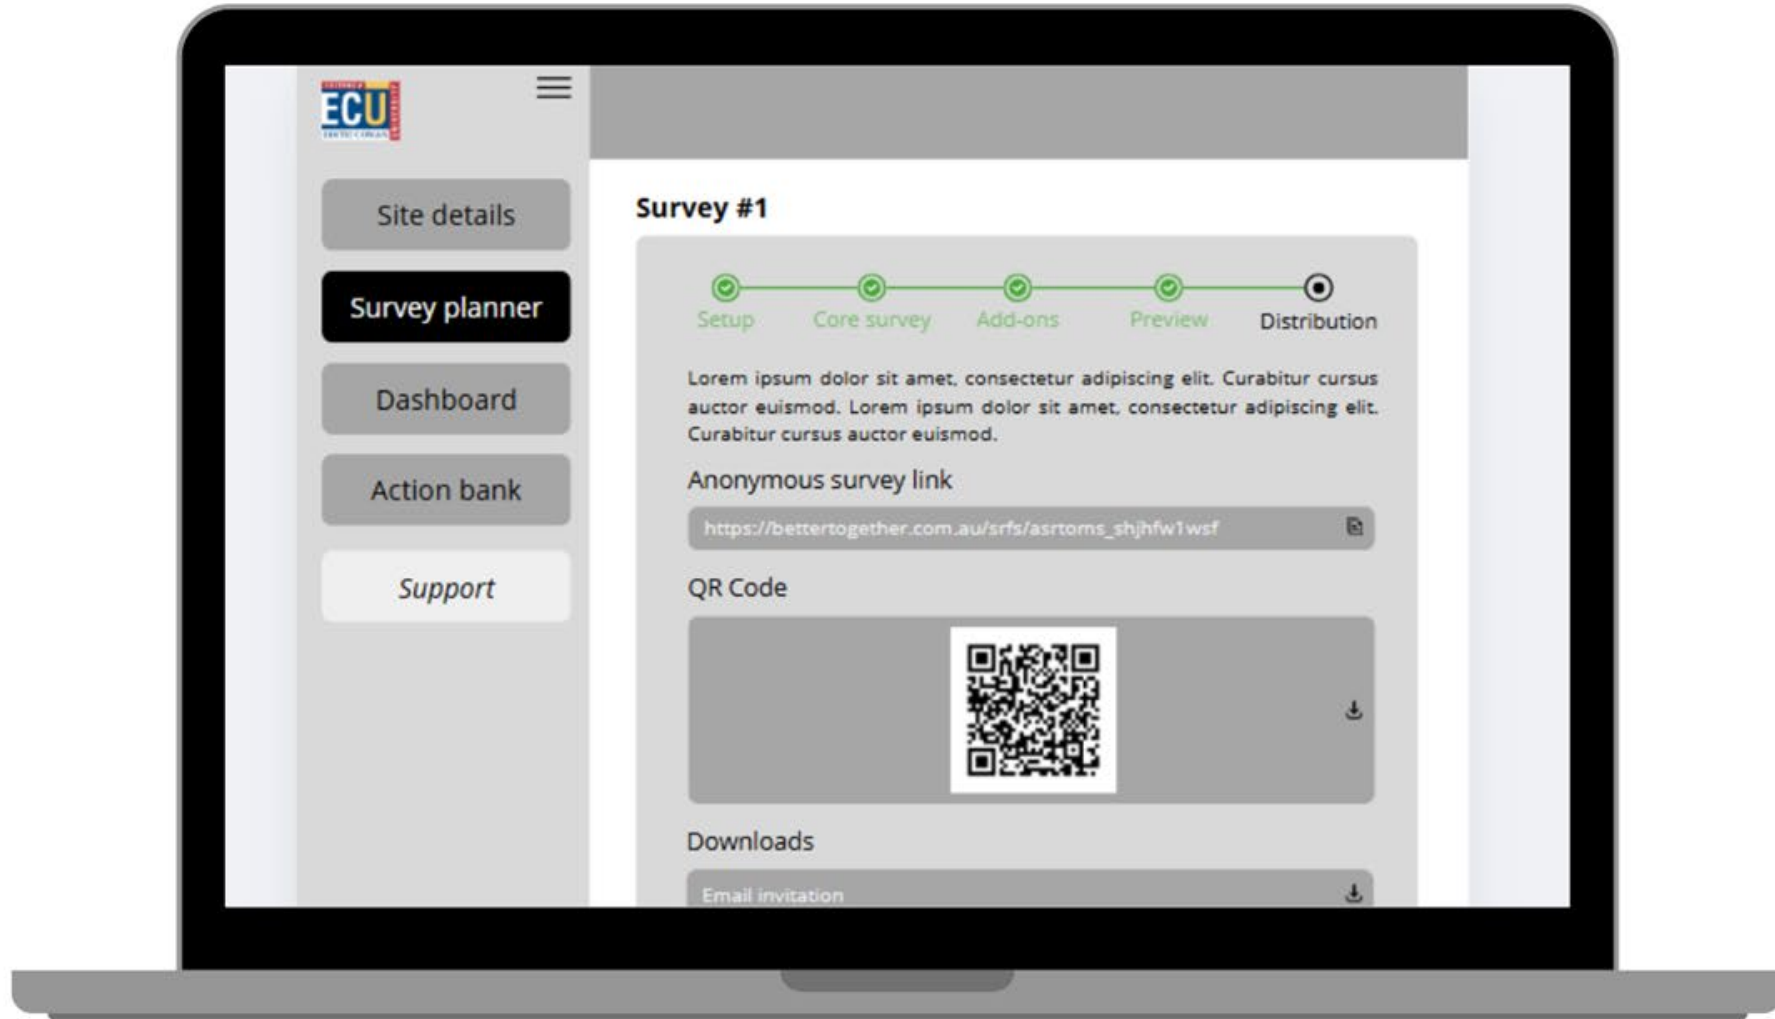 ECU
Site details
Survey planner
Dashboard
Action bank
Support
Survey #1
Setup
Core survey
Add-ons
Preview
Distribution
Lorem ipsum dolor sit amet, consectetur adipiscing elit. Curabitur cursus
auctor euismod. Lorem ipsum dolor sit amet, consectetur adipiscing elit.
Curabitur cursus auctor euismod.
Anonymous survey link
https://bettertogether.com.au/srfs/asrtoms_shjhfw1wsf
QR Code
Downloads
Email invitation